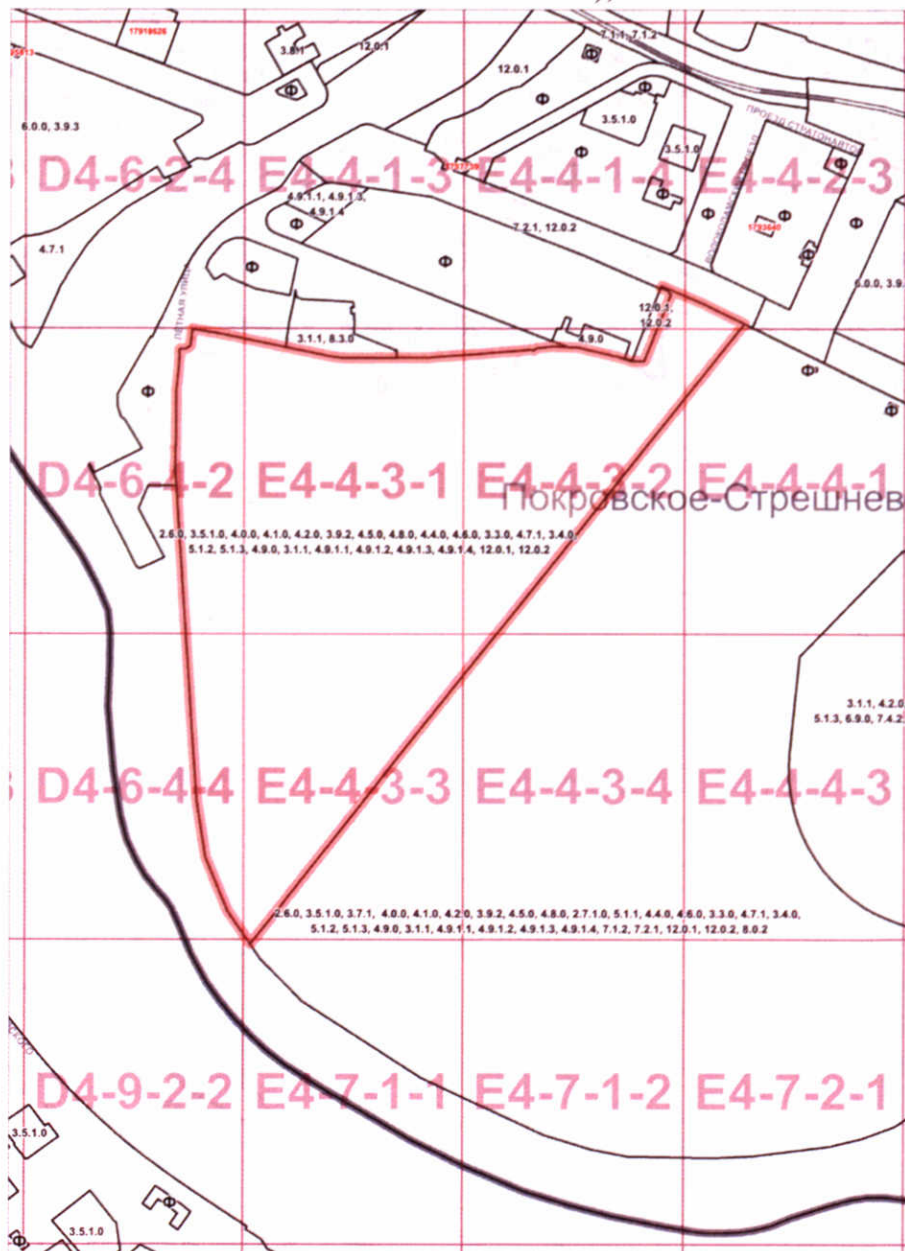 17918626
3.8.1
12.0.1
12.0.1
7.1.1, 7.1.2
6.0.0, 3.9.3
3.5.1.0
3.5.1.0
D4-6-2-4 E4-4-1-3 E4-4-1-4 E4-4-2-3
4.9.1.1, 4.9.1.3,
4.9.1.4
7.2.1, 12.0.2
1793640
4.7.1
6.0.0, 3.9.
ЛЕТНАЯ УЛИЦА
12.0.1,
12.0.2
3.1.1, 8.3.0
4.9.0
D4-6-4-2 E4-4-3-1 E4-4-3-2 E4-4-4-1
Покровское-Стрешнев
2.6.0, 3.5.1.0, 4.0.0, 4.1.0, 4.2.0, 3.9.2, 4.5.0, 4.8.0, 4.4.0, 4.6.0, 3.3.0, 4.7.1, 3.4.0,
5.1.2, 5.1.3, 4.9.0, 3.1.1, 4.9.1.1, 4.9.1.2, 4.9.1.3, 4.9.1.4, 12.0.1, 12.0.2
3.1.1, 4.2.0
5.1.3, 6.9.0, 7.4.2
D4-6-4-4 E4-4-3-3 E4-4-3-4 E4-4-4-3
2.6.0, 3.5.1.0, 3.7.1, 4.0.0, 4.1.0, 4.2.0, 3.9.2, 4.5.0, 4.8.0, 2.7.1.0, 5.1.1, 4.4.0, 4.6.0, 3.3.0, 4.7.1, 3.4.0,
5.1.2, 5.1.3, 4.9.0, 3.1.1, 4.9.1.1, 4.9.1.2, 4.9.1.3, 4.9.1.4, 7.1.2, 7.2.1, 12.0.1, 12.0.2, 8.0.2
D4-9-2-2 E4-7-1-1 E4-7-1-2 E4-7-2-1
3.5.1.0
3.5.1.0